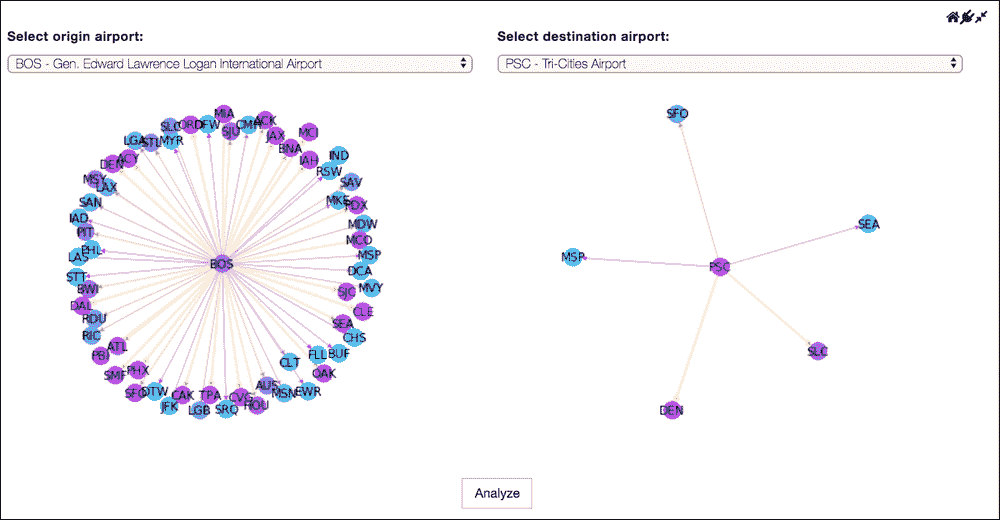 Select origin airport:
BOS - Gen. Edward Lawrence Logan International Airport
Select destination airport:
PSC - Tri-Cities Airport
MIA
SLC
ORD
DFW
SJU
CMH
ACK
JAX
MCI
LGA
STL
MYR
BNA
IAH
IND
DEN
ACY
RSW
MSY
LAX
SAV
SAN
MKE
PDX
IAD
PIT
MDW
MCO
LAS
PHL
MSP
STT
BOS
DCA
BWI
MVY
SJC
DAL
CLE
RDU
SEA
RIC
CHS
ATL
PBI
FLL
BUF
CLT
PHX
SMF
OAK
SFO
DTW
CAK
TPA
AUS
MSN
EWR
CVG
HOU
JFK
LGB
SRQ
SFO
SEA
MSP
PSC
SLC
DEN
Analyze